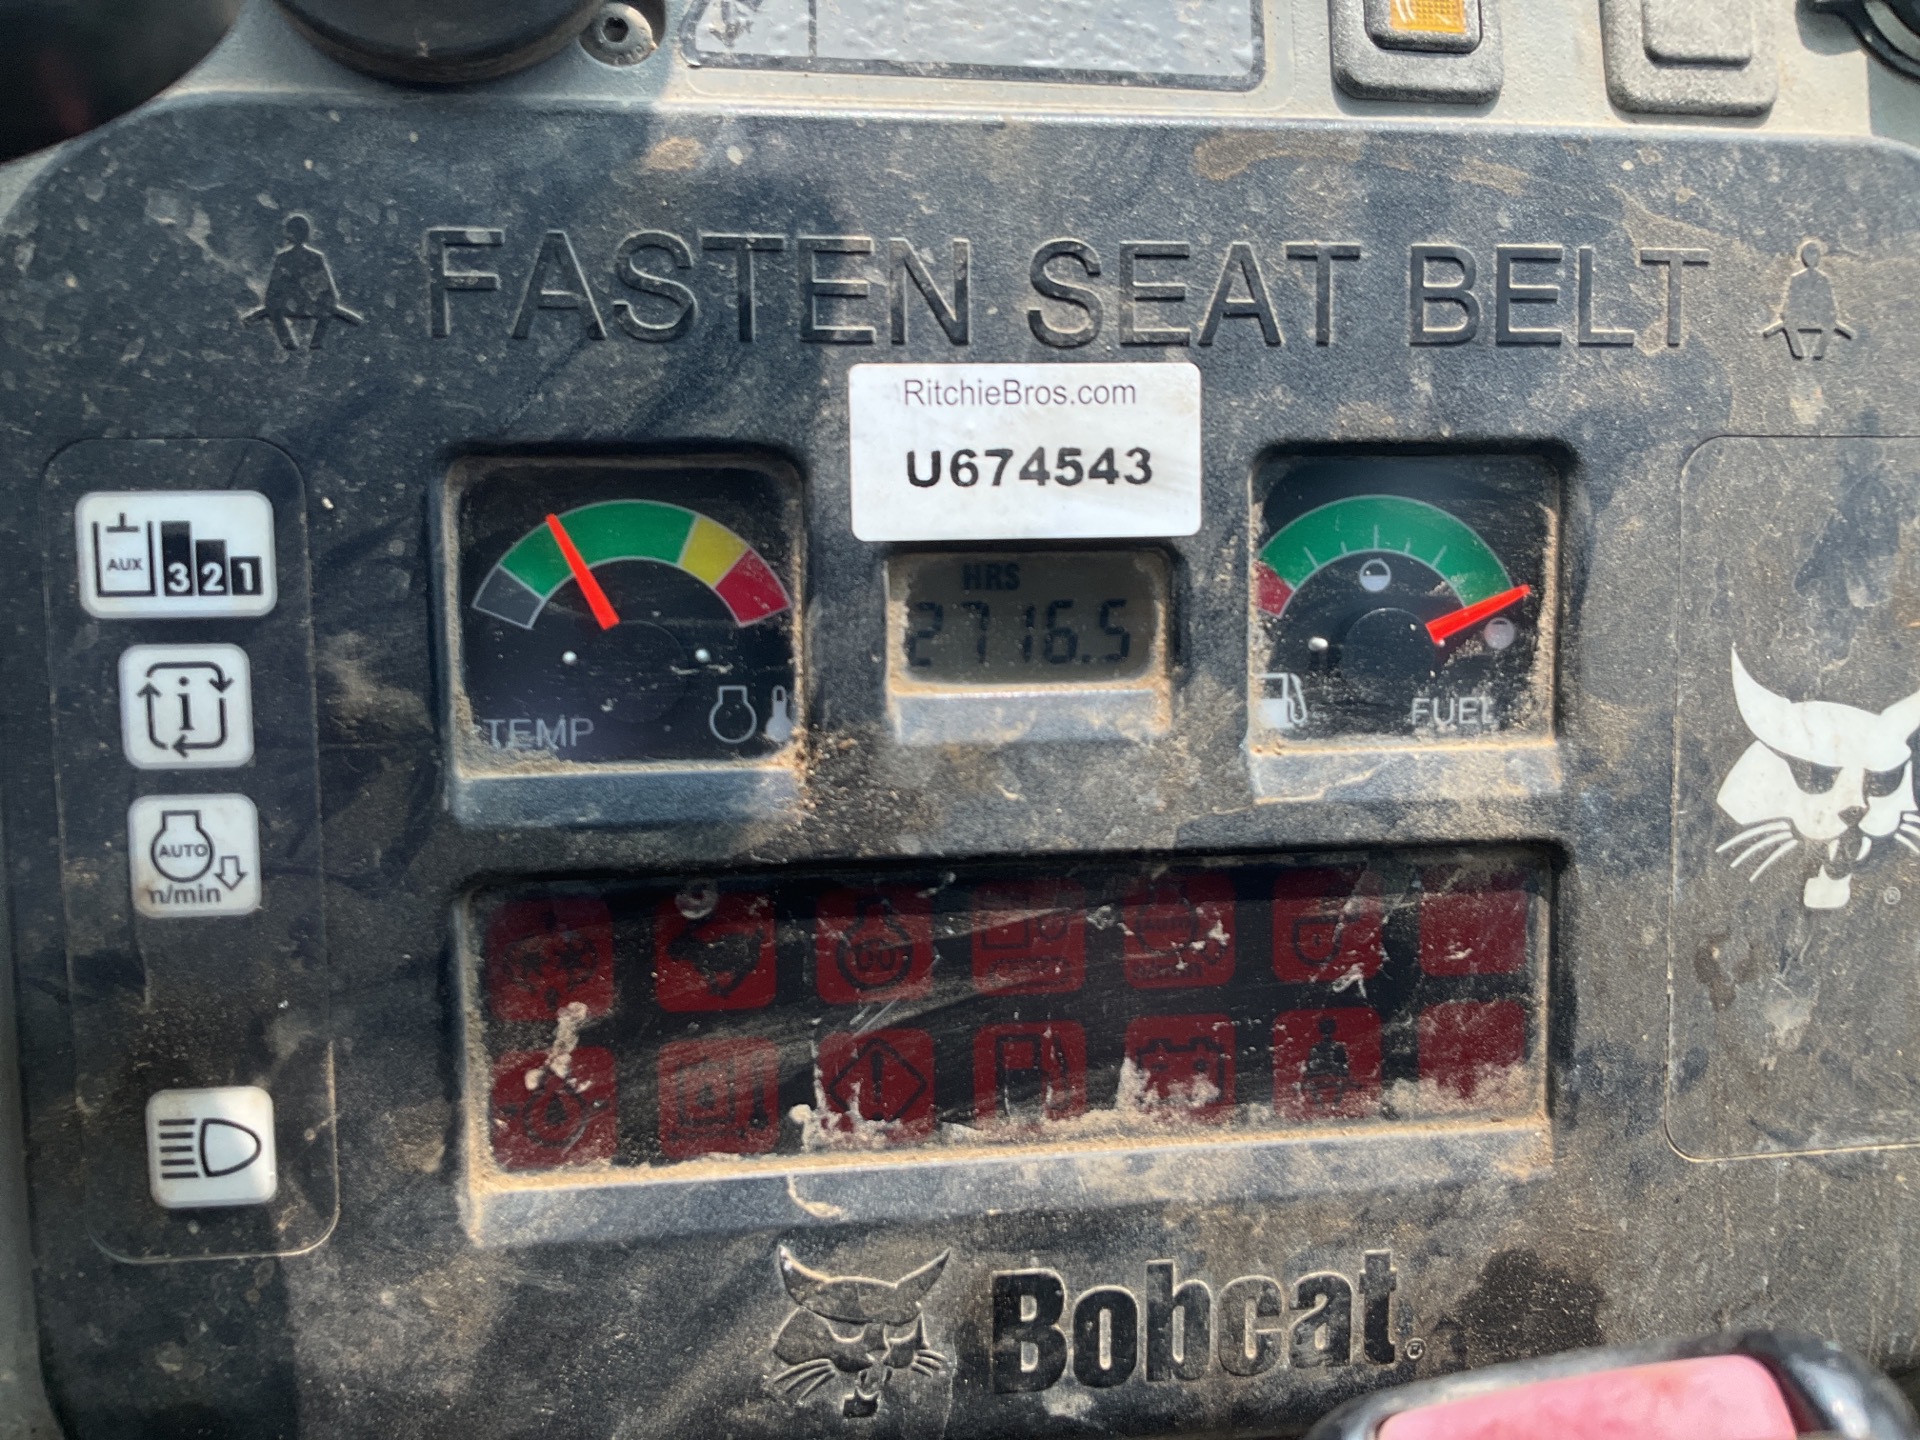 FASTEN SEAT BELT
RitchieBros.com
U674543
AUX 3 2 1
i
HRS
2716.5
TEMP
FUEL
AUTO
n/min
Bobcat®